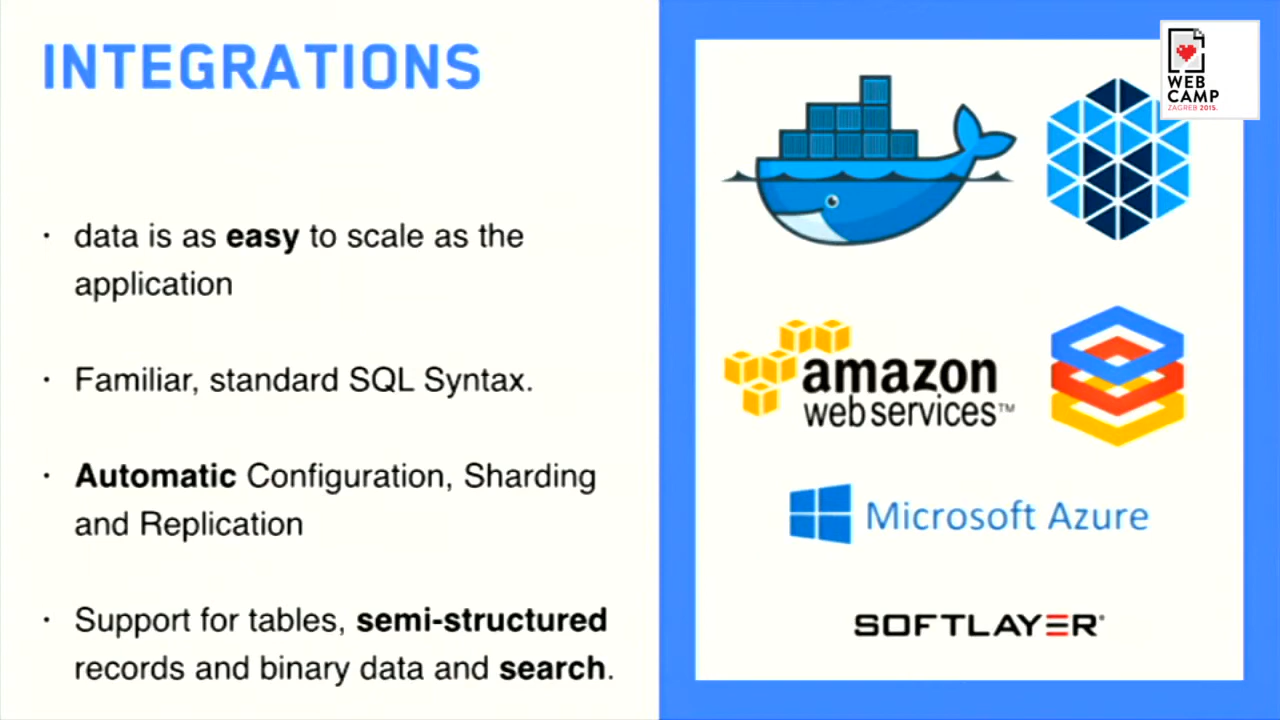 INTEGRATIONS
· data is as easy to scale as the
application
· Familiar, standard SQL Syntax.
· Automatic Configuration, Sharding
and Replication
· Support for tables, semi-structured
records and binary data and search.
WEB
CAMP
ZAGREB 2015.
amazon
web services™
Microsoft Azure
SOFTLAYER®